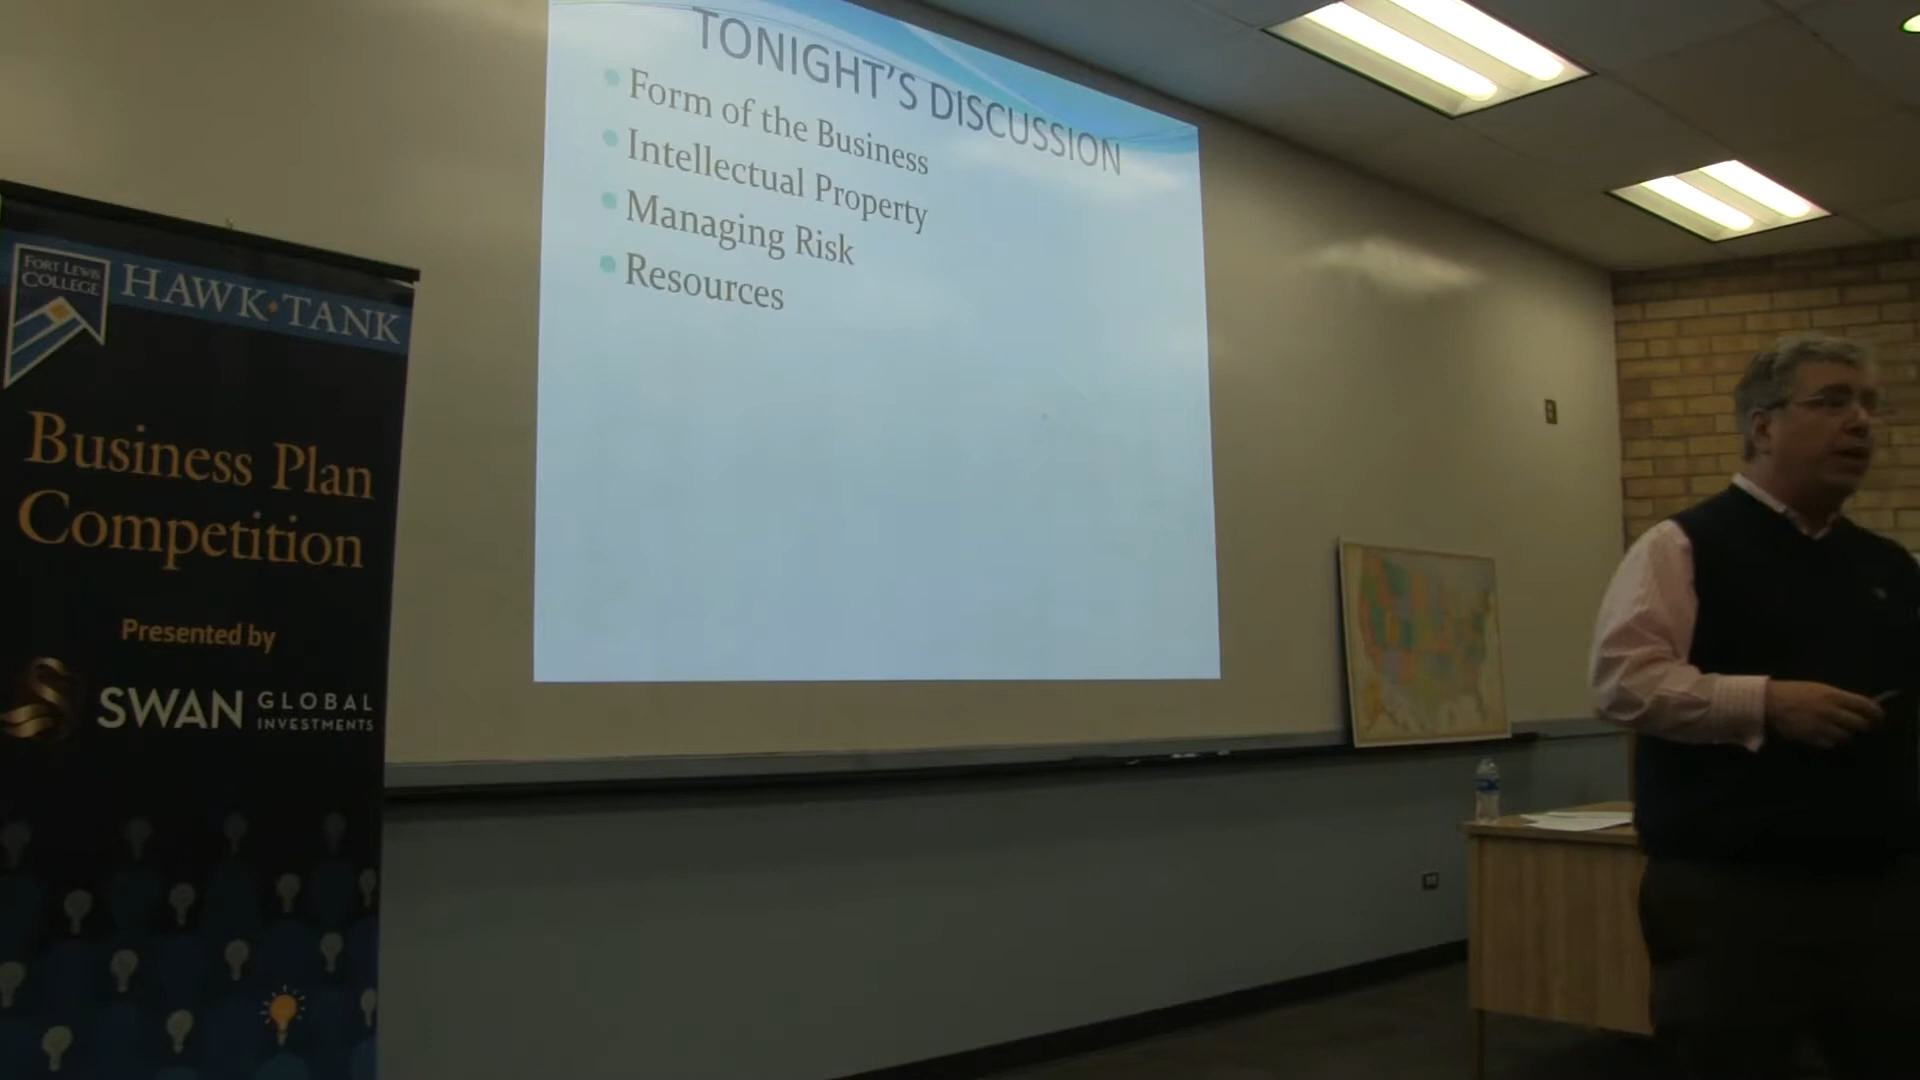 TONIGHT'S DISCUSSION
Form of the Business
Intellectual Property
Managing Risk
Resources
FORT LEWIS
COLLEGE
HAWK•TANK
Business Plan
Competition
Presented by
SWAN GLOBAL
INVESTMENTS